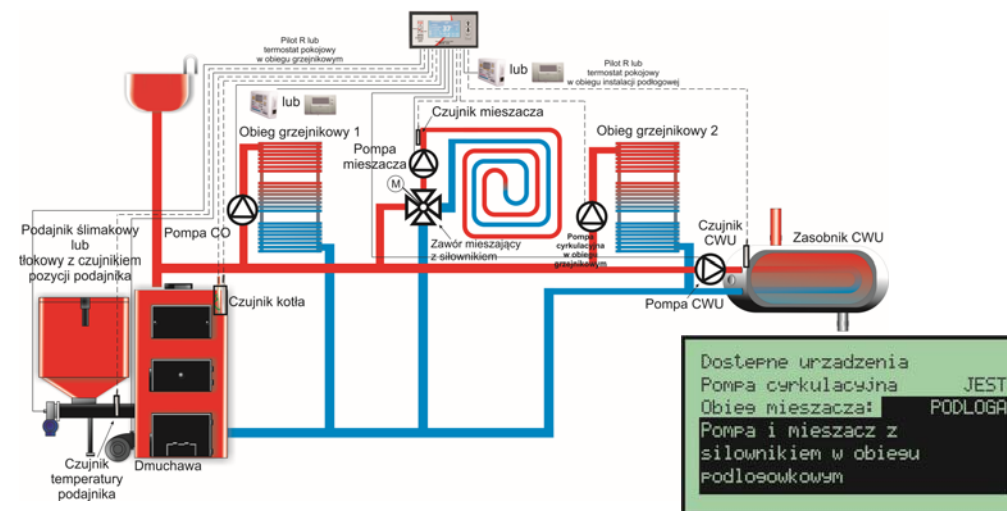 Pilot R lub
termostat pokojowy
w obiegu grzejnikowym
lub
Pilot R lub
termostat pokojowy
w obiegu instalacji podłogowej
lub
Czujnik mieszacza
Obieg grzejnikowy 1
Pompa
mieszacza
Obieg grzejnikowy 2
M
Podajnik ślimakowy
lub
tłokowy z czujnikiem
pozycji podajnika
Pompa CO
Zawór mieszający
z siłownikiem
Pompa
cyrkulacyjna
w obiegu
grzejnikowym
Czujnik
CWU
Zasobnik CWU
Czujnik kotła
Pompa CWU
Czujnik
temperatury
podajnika
Dmuchawa
Dostepne urzadzenia
Pompa cyrkulacyjna JEST
Obieg mieszacza: PODLOGA
Pompa i mieszacz z
silownikiem w obiegu
podlogowkowym